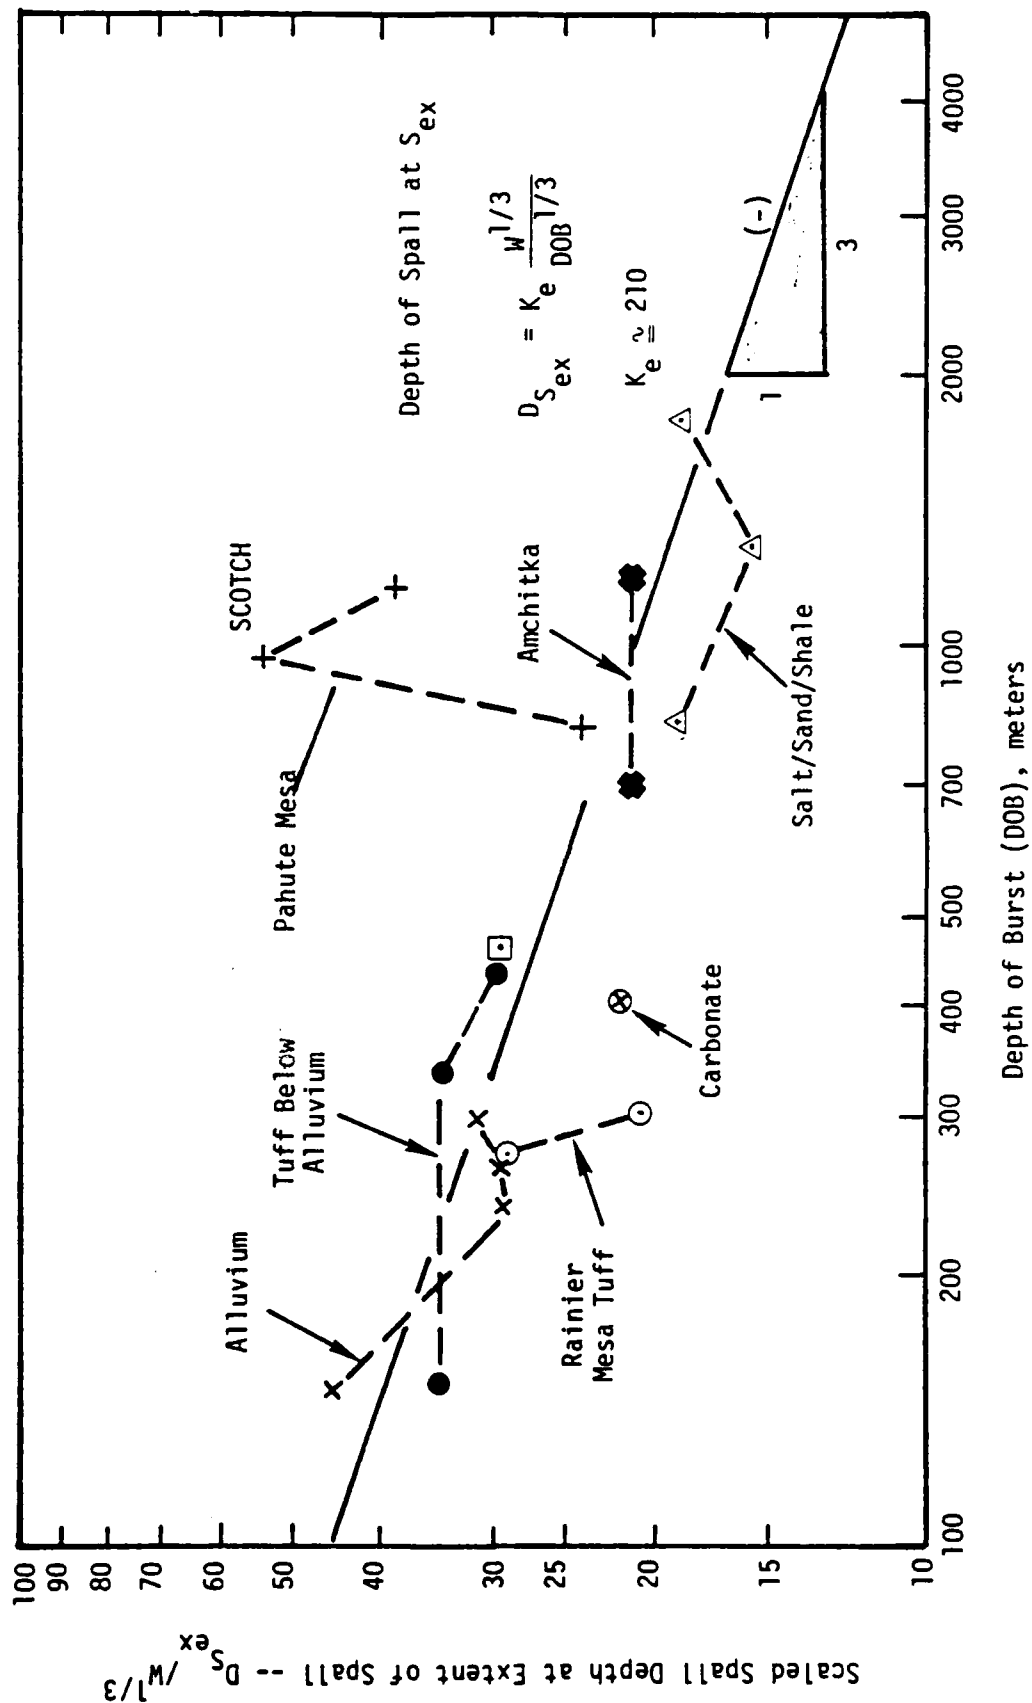 Depth of Spall at S_ex
D_S_ex = K_e W^1/3 / DOB^1/3
K_e ≅ 210
SCOTCH
Pahute Mesa
Tuff Below
Alluvium
Alluvium
Amchitka
(-)
1
3
Salt/Sand/Shale
Carbonate
Rainier
Mesa Tuff
100
90
80
70
60
50
40
30
25
20
15
10
Scaled Spall Depth at Extent of Spall -- D_S_ex/W^1/3
100
200
300
400
500
700
1000
2000
3000
4000
Depth of Burst (DOB), meters